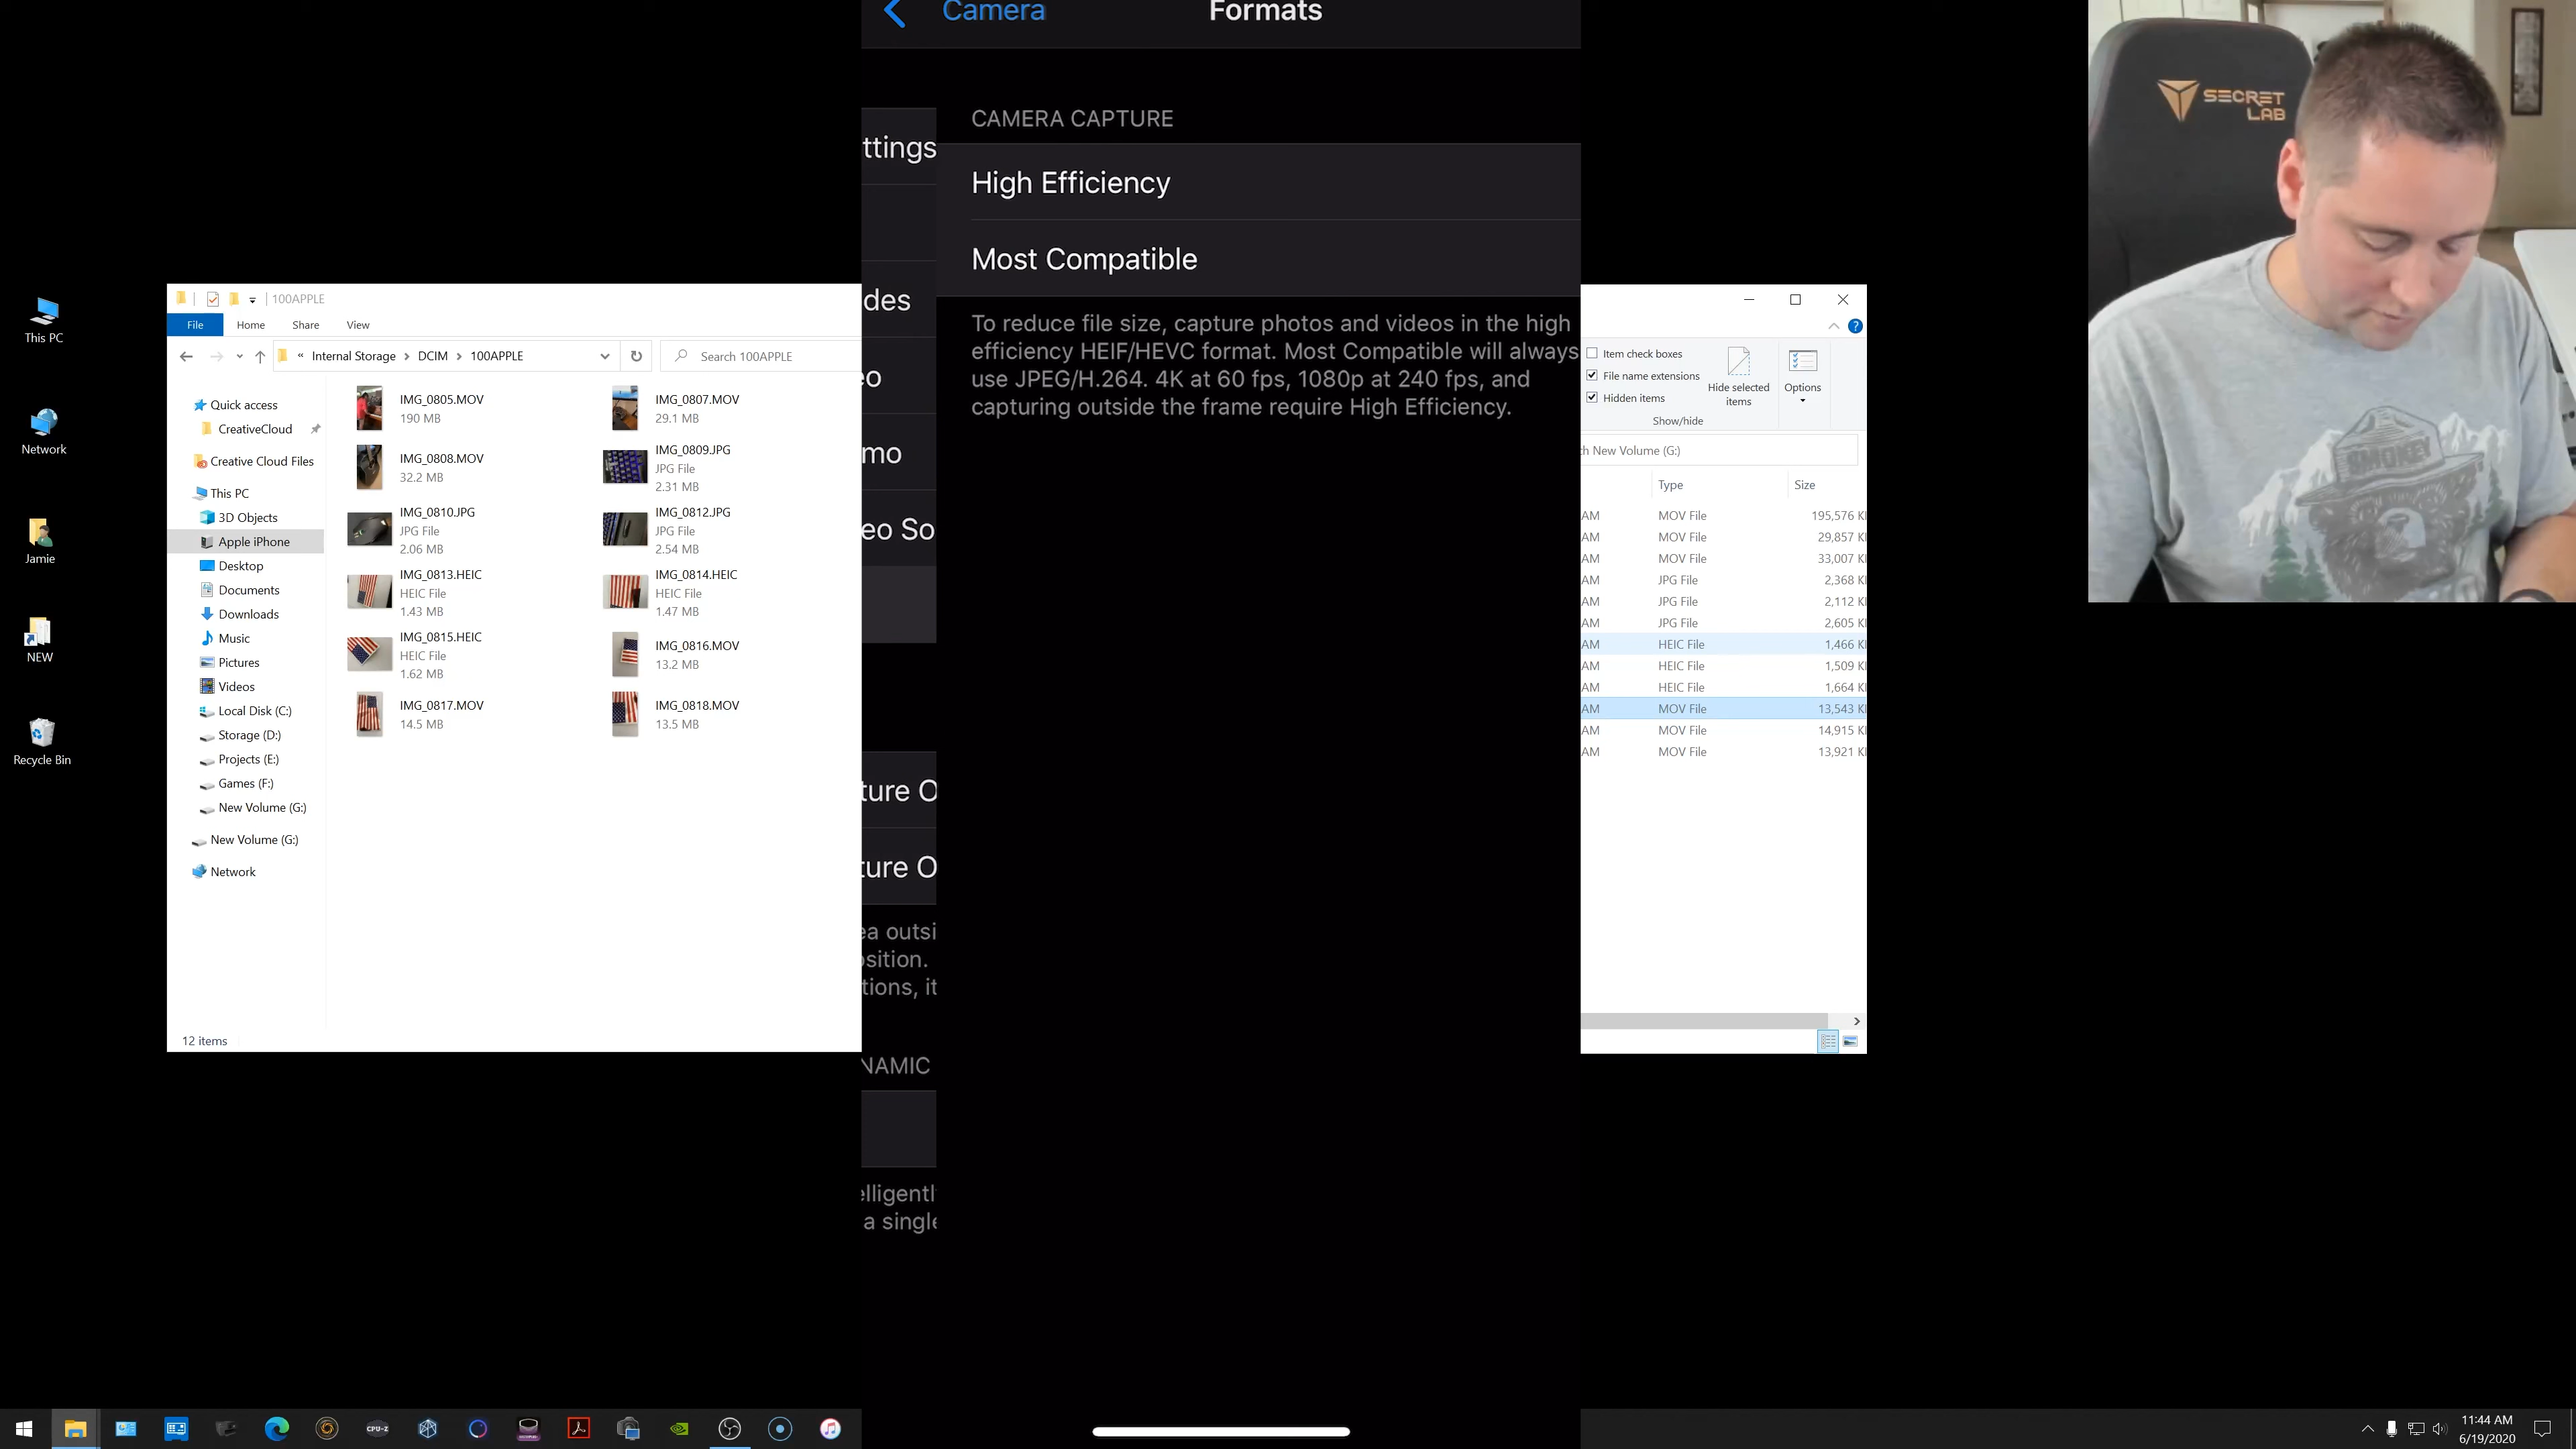 This PC
Network
Jamie
NEW
Recycle Bin
100APPLE
File
Home
Share
View
« Internal Storage > DCIM > 100APPLE
Search 100APPLE
Quick access
CreativeCloud
Creative Cloud Files
This PC
3D Objects
Apple iPhone
Desktop
Documents
Downloads
Music
Pictures
Videos
Local Disk (C:)
Storage (D:)
Projects (E:)
Games (F:)
New Volume (G:)
New Volume (G:)
Network
12 items
IMG_0805.MOV
190 MB
IMG_0807.MOV
29.1 MB
IMG_0808.MOV
32.2 MB
IMG_0809.JPG
JPG File
2.31 MB
IMG_0810.JPG
JPG File
2.06 MB
IMG_0812.JPG
JPG File
2.54 MB
IMG_0813.HEIC
HEIC File
1.43 MB
IMG_0814.HEIC
HEIC File
1.47 MB
IMG_0815.HEIC
HEIC File
1.62 MB
IMG_0816.MOV
13.2 MB
IMG_0817.MOV
14.5 MB
IMG_0818.MOV
13.5 MB
Camera
Formats
ttings
des
eo
mo
eo So
ture O
ture O
ea outsi
osition.
tions, it
NAMIC
elligentl
a single
CAMERA CAPTURE
High Efficiency
Most Compatible
To reduce file size, capture photos and videos in the high
efficiency HEIF/HEVC format. Most Compatible will always
use JPEG/H.264. 4K at 60 fps, 1080p at 240 fps, and
capturing outside the frame require High Efficiency.
Item check boxes
File name extensions
Hidden items
Hide selected
items
Options
Show/hide
ch New Volume (G:)
Type
Size
AM MOV File 195,576 K
AM MOV File 29,857 K
AM MOV File 33,007 K
AM JPG File 2,368 K
AM JPG File 2,112 K
AM JPG File 2,605 K
AM HEIC File 1,466 K
AM HEIC File 1,509 K
AM HEIC File 1,664 K
AM MOV File 13,543 K
AM MOV File 14,915 K
AM MOV File 13,921 K
SECRET
LAB
SMOKEY
CPU-Z
11:44 AM
6/19/2020